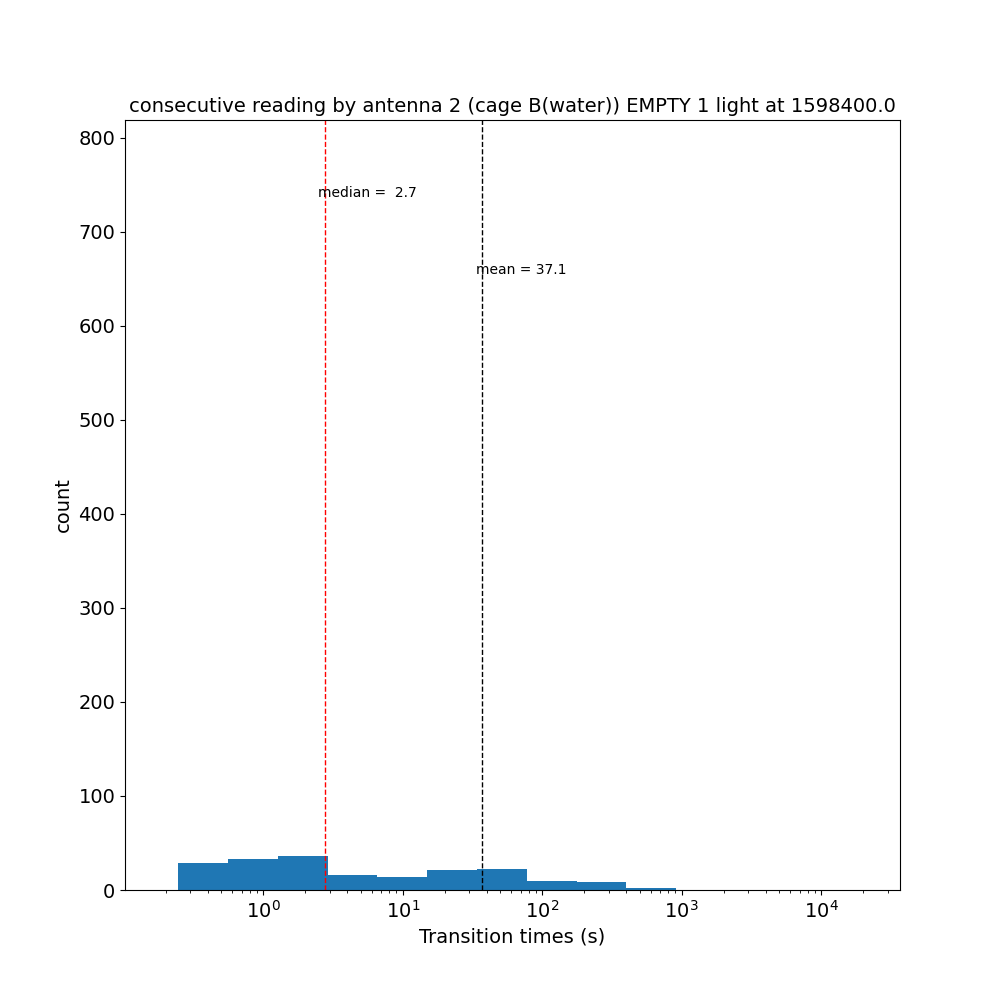 consecutive reading by antenna 2 (cage B(water)) EMPTY 1 light at 1598400.0
800
700
600
500
400
300
200
100
0
count
median =  2.7
mean = 37.1
10⁰ 10¹ 10² 10³ 10⁴
Transition times (s)